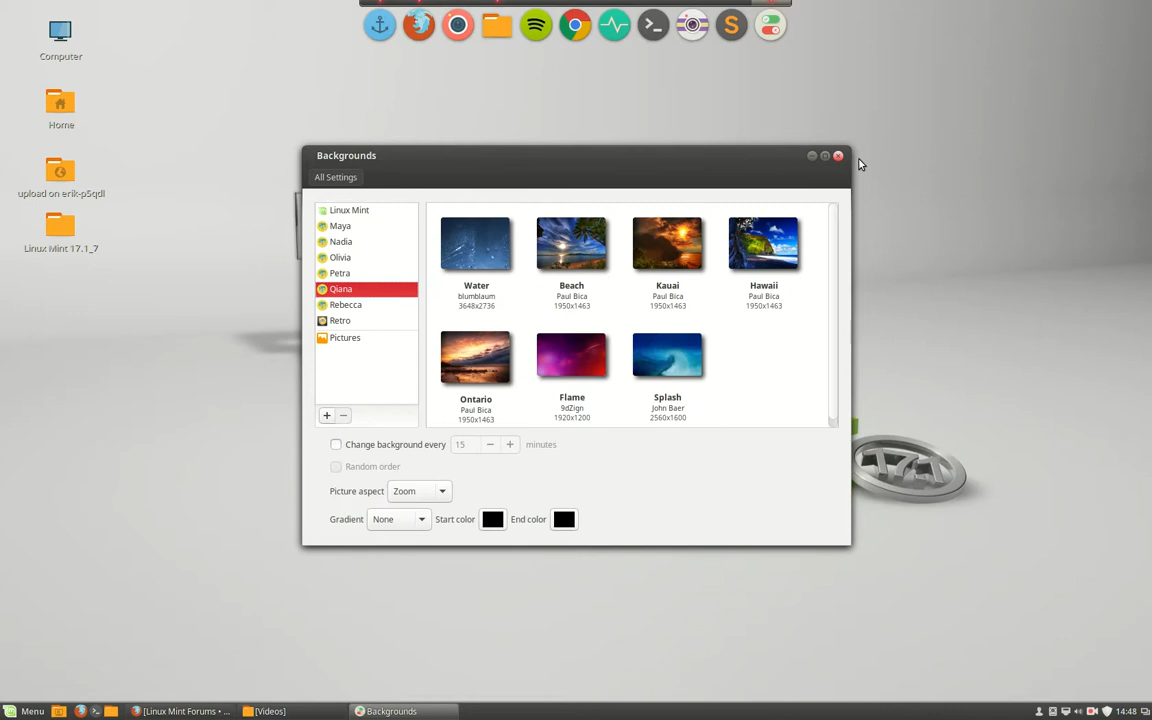 Computer
Home
upload on erik-p5qdl
Linux Mint 17.1_7
S
Backgrounds
All Settings
Linux Mint
Maya
Nadia
Olivia
Petra
Qiana
Rebecca
Retro
Pictures
Water
blumblaum
3648x2736
Beach
Paul Bica
1950x1463
Kauai
Paul Bica
1950x1463
Hawaii
Paul Bica
1950x1463
Ontario
Paul Bica
1950x1463
Flame
9dZign
1920x1200
Splash
John Baer
2560x1600
Change background every 15 minutes
Random order
Picture aspect Zoom
Gradient None Start color End color
17.1
Menu [Linux Mint Forums • ... [Videos] Backgrounds 14:48